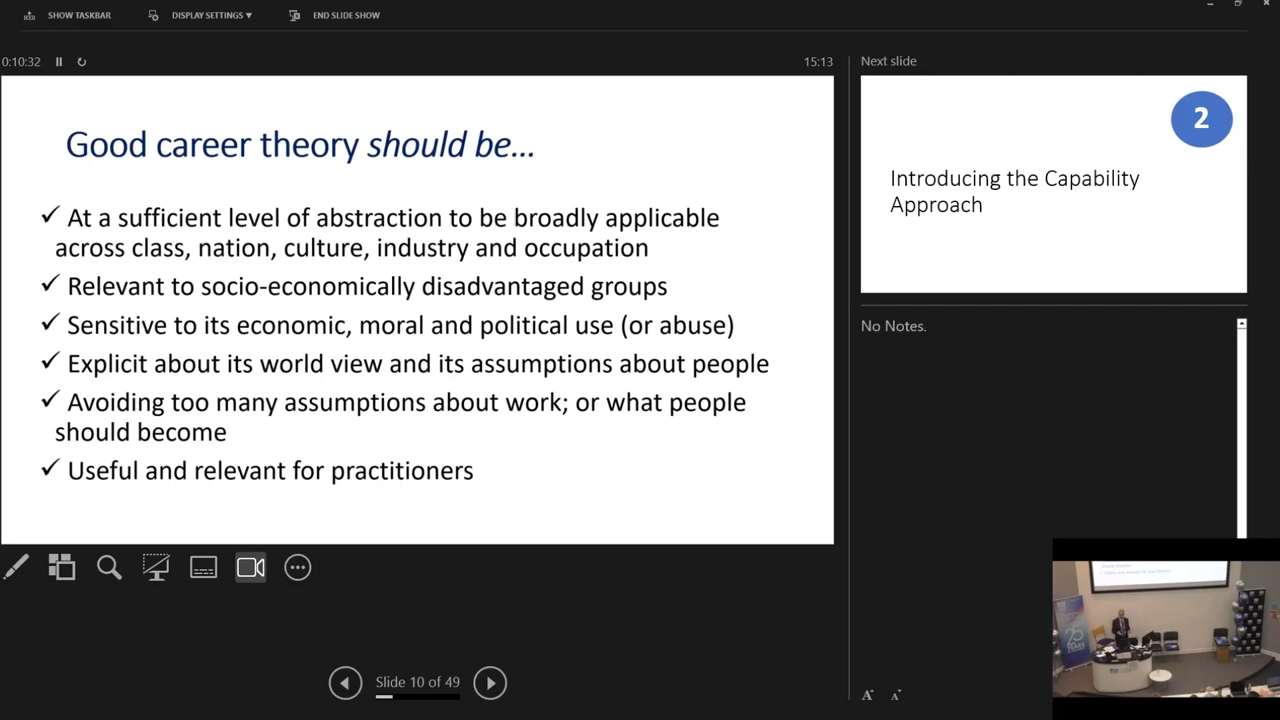 SHOW TASKBAR
DISPLAY SETTINGS ▾
END SLIDE SHOW
0:10:32
15:13
Good career theory should be...
✓ At a sufficient level of abstraction to be broadly applicable
across class, nation, culture, industry and occupation
✓ Relevant to socio-economically disadvantaged groups
✓ Sensitive to its economic, moral and political use (or abuse)
✓ Explicit about its world view and its assumptions about people
✓ Avoiding too many assumptions about work; or what people
should become
✓ Useful and relevant for practitioners
Slide 10 of 49
Next slide
2
Introducing the Capability
Approach
No Notes.
A A
25
YEARS